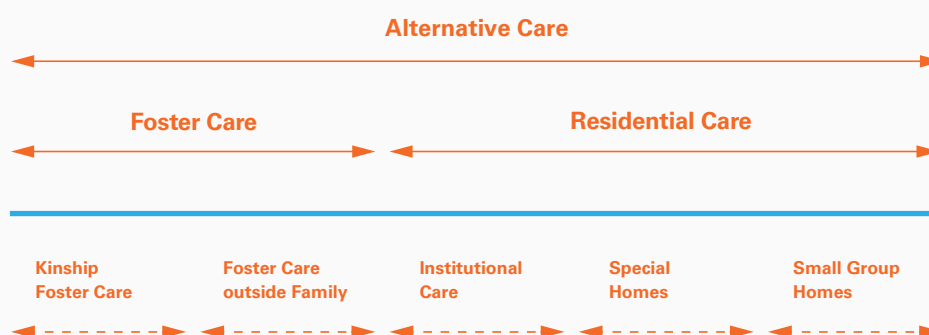 Alternative Care
Foster Care
Residential Care
Kinship
Foster Care
Foster Care
outside Family
Institutional
Care
Special
Homes
Small Group
Homes